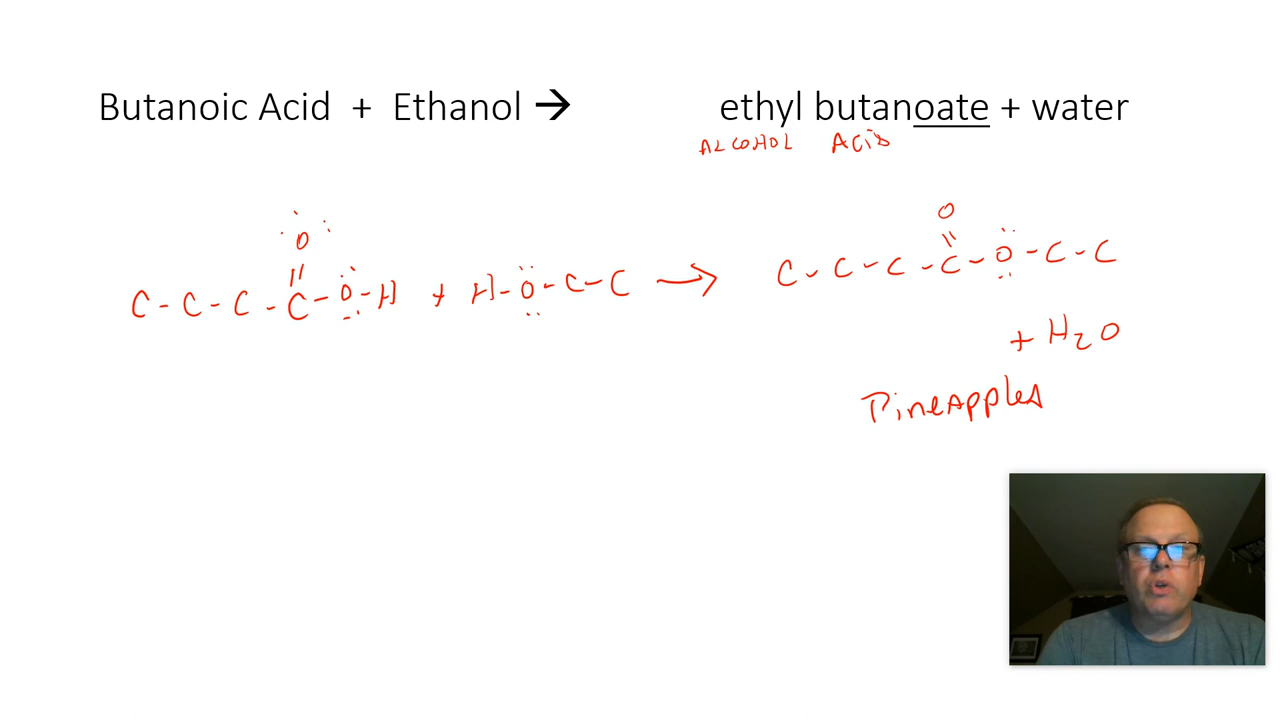 Butanoic Acid + Ethanol → ethyl butanoate + water
ALCOHOL ACID
O
O
C - C - C - C - O - H + H - O - C - C → C - C - C - C - O - C - C
+ H2O
Pineapples